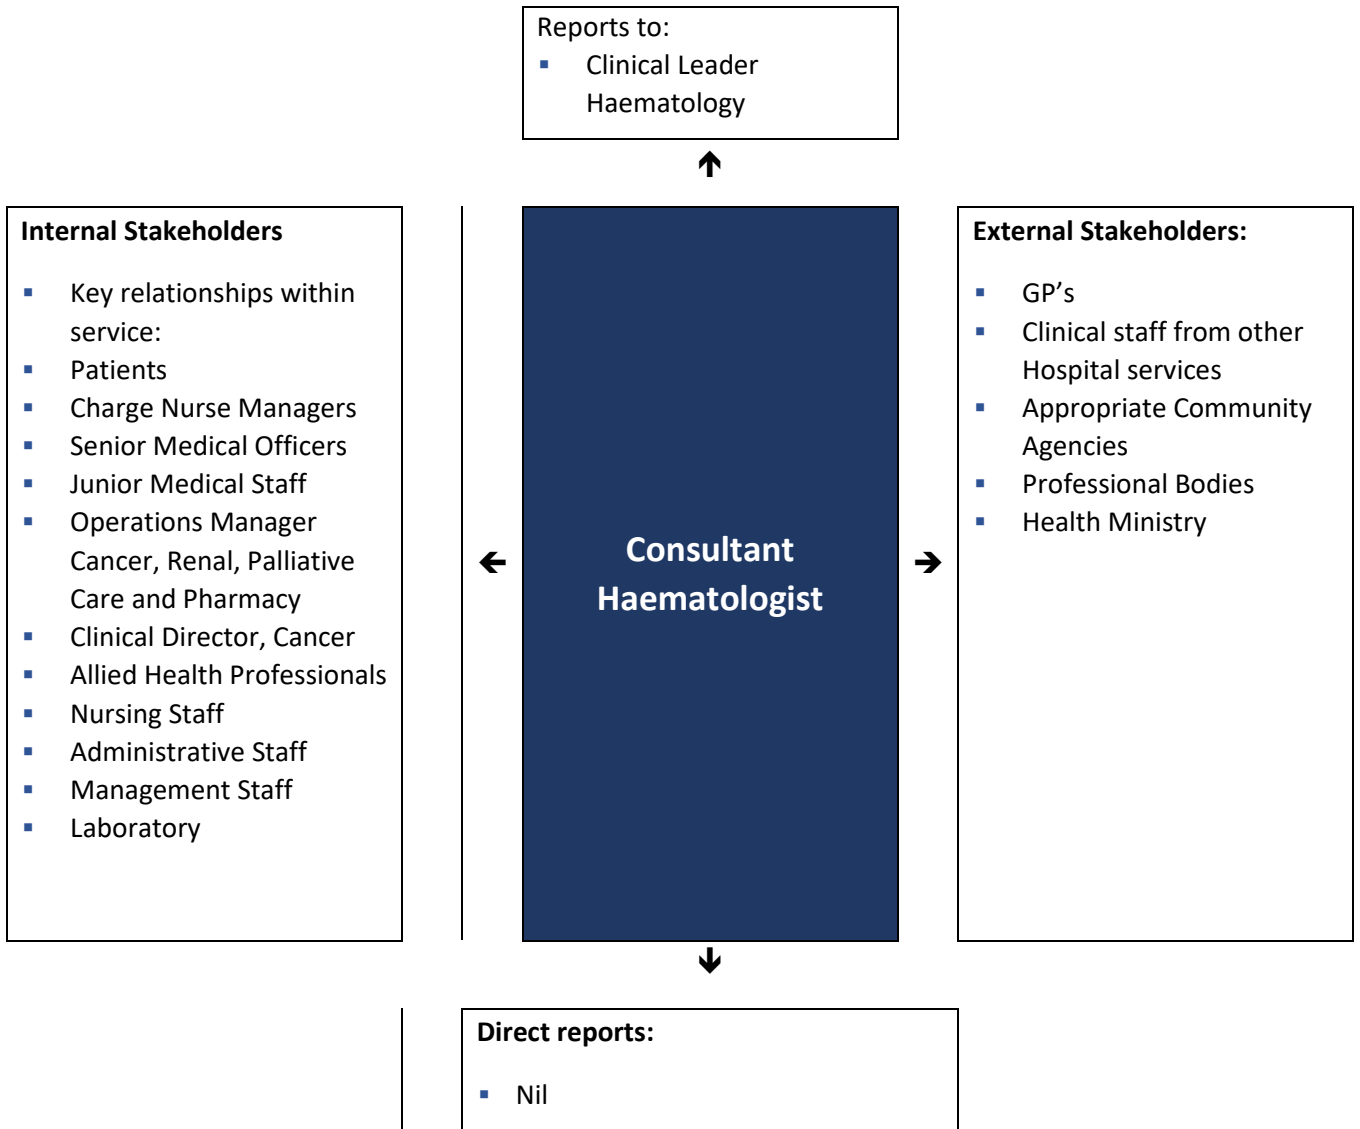 Reports to:
▪ Clinical Leader
Haematology
Internal Stakeholders
▪ Key relationships within
service:
▪ Patients
▪ Charge Nurse Managers
▪ Senior Medical Officers
▪ Junior Medical Staff
▪ Operations Manager
Cancer, Renal, Palliative
Care and Pharmacy
▪ Clinical Director, Cancer
▪ Allied Health Professionals
▪ Nursing Staff
▪ Administrative Staff
▪ Management Staff
▪ Laboratory
Consultant
Haematologist
External Stakeholders:
▪ GP’s
▪ Clinical staff from other
Hospital services
▪ Appropriate Community
Agencies
▪ Professional Bodies
▪ Health Ministry
Direct reports:
▪ Nil